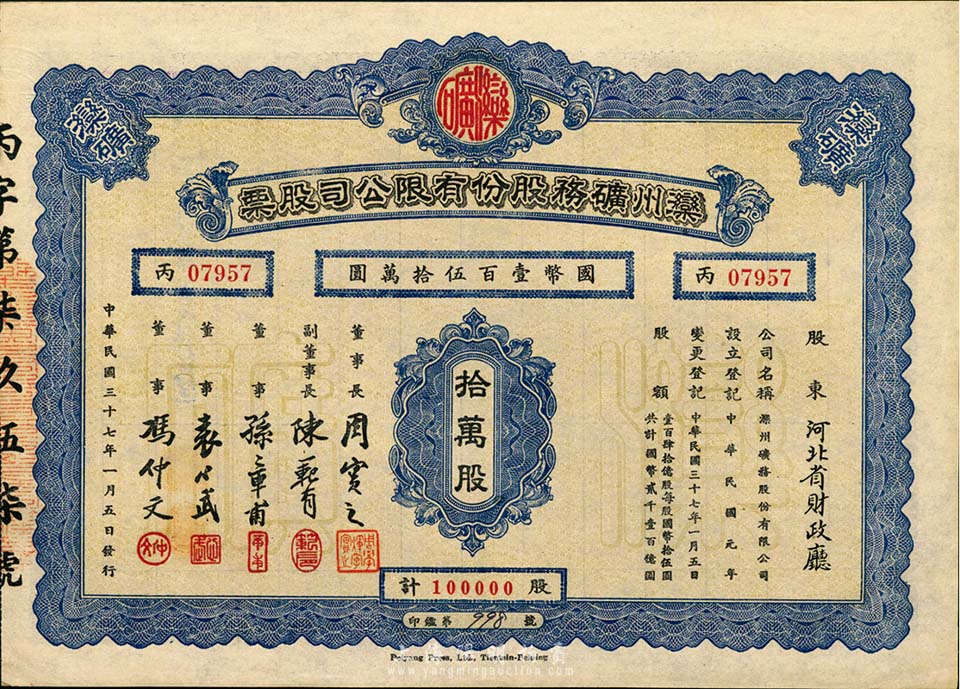 灤礦
灤礦
灤礦
灤州礦務股份有限公司股票
丙 07957
國幣壹百伍拾萬圓
丙 07957
股東 河北省財政廳
公司名稱 灤州礦務股份有限公司
設立登記 中華民國元年
變更登記 中華民國三十七年一月五日
股額 壹百肆拾億股每股國幣拾伍圓
共計國幣貳千壹百億圓
拾萬股
董事長 周實之
副董事長 陳範有
董事 孫章甫
董事 袁心武
董事 馮仲文
中華民國三十七年一月五日發行
計 100000 股
印鑑第 998 號
丙字第柒久伍柒號
Peiyang Press, Ltd., Tientsin-Peiping
www.yangmingauction.com